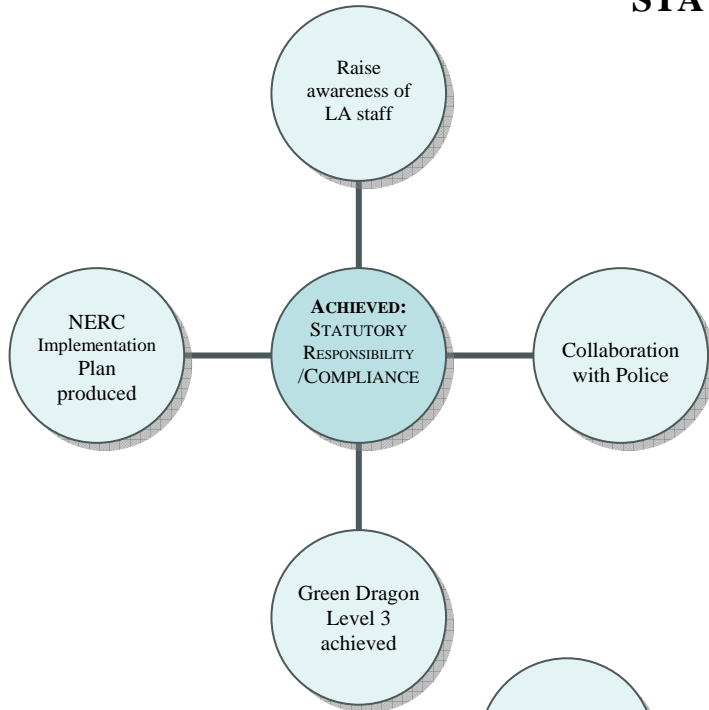 STA
Raise
awareness of
LA staff
NERC
Implementation
Plan
produced
ACHIEVED:
STATUTORY
RESPONSIBILITY
/COMPLIANCE
Collaboration
with Police
Green Dragon
Level 3
achieved